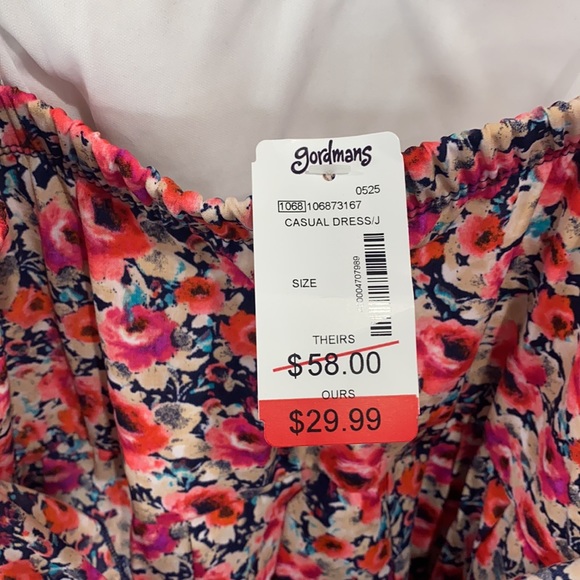 gordmans
0525
1068 106873167
CASUAL DRESS/J
SIZE
THEIRS
$58.00
OURS
$29.99